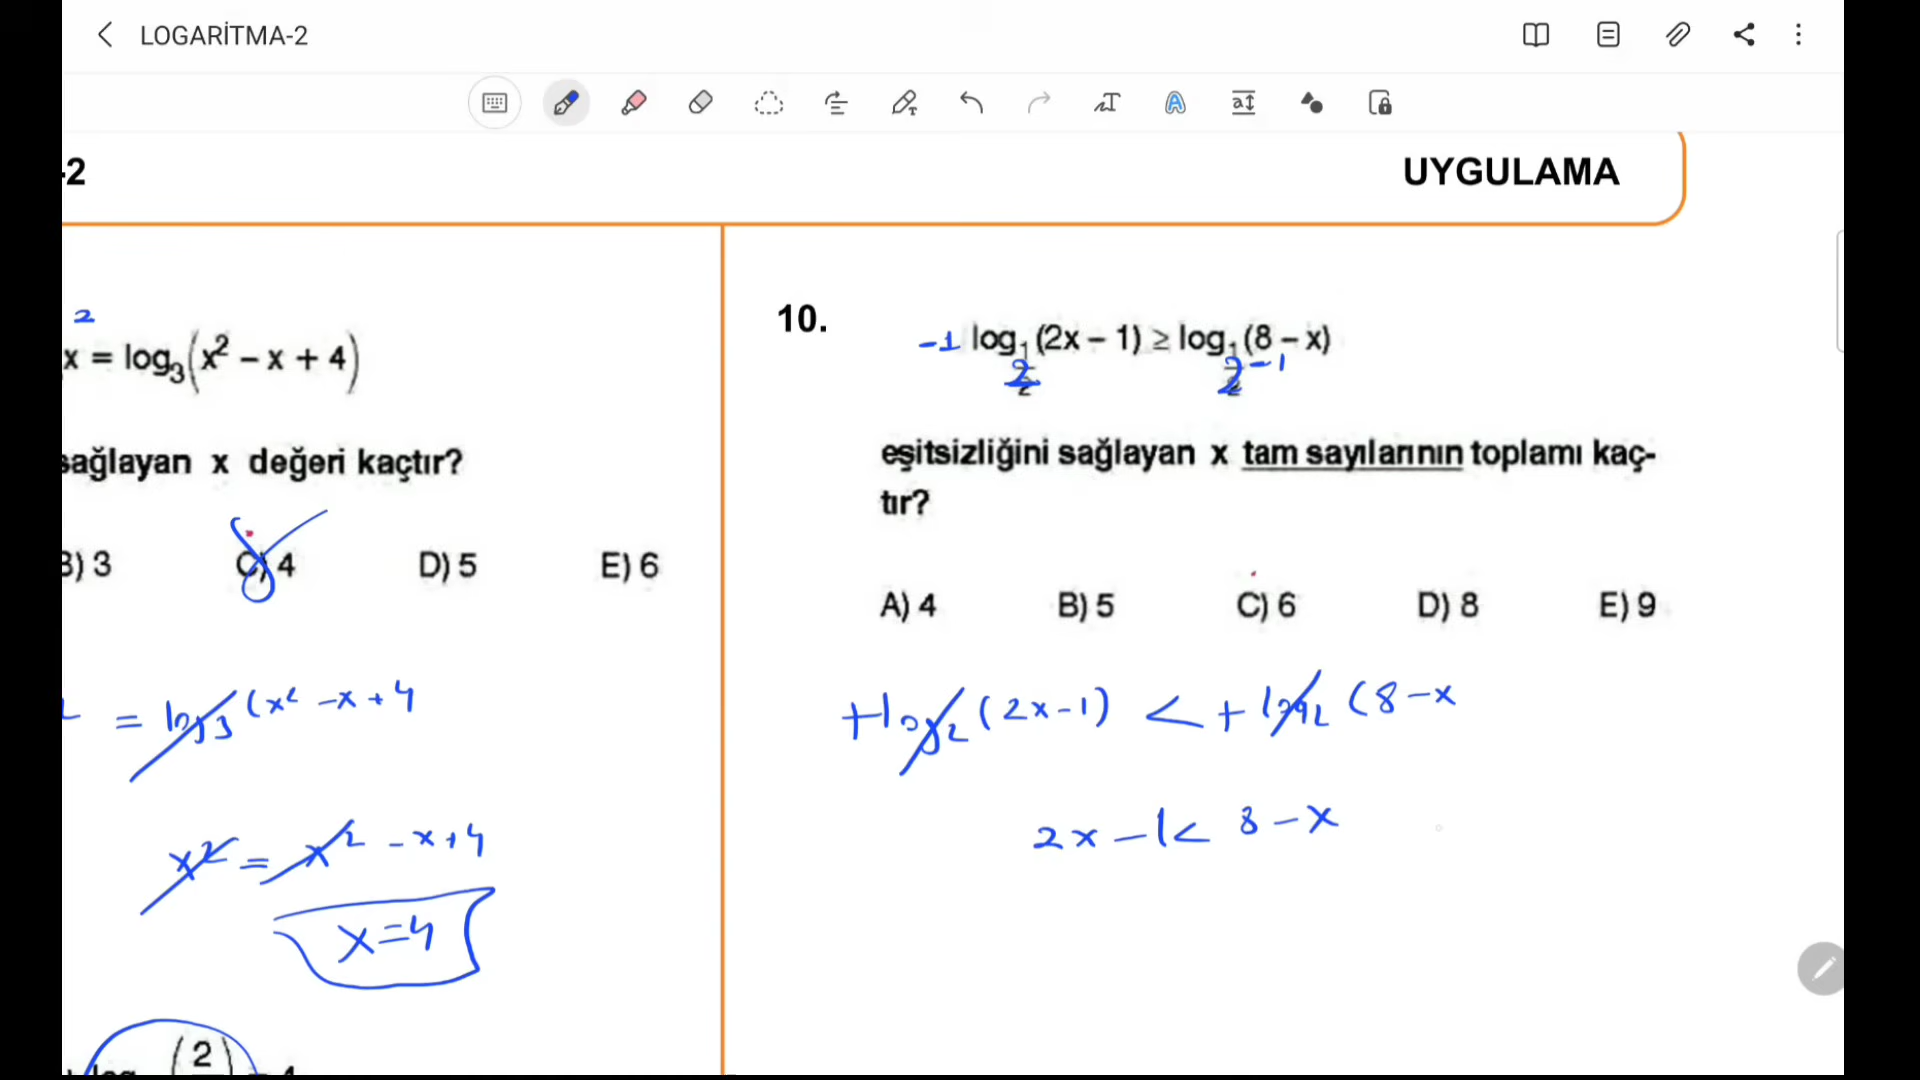 LOGARİTMA-2
-2
UYGULAMA
2
x = log₃(x² – x + 4)
sağlayan x değeri kaçtır?
B) 3 C) 4 D) 5 E) 6
= log₃ (x² - x + 4
x² = x² - x + 4
x = 4
(2
10.
-1 log₁ (2x – 1) ≥ log₁ (8 – x)
2 2 -1
eşitsizliğini sağlayan x tam sayılarının toplamı kaç-
tır?
A) 4 B) 5 C) 6 D) 8 E) 9
+log₂ (2x-1) < + log₂ (8-x
2x - 1 < 8 - x